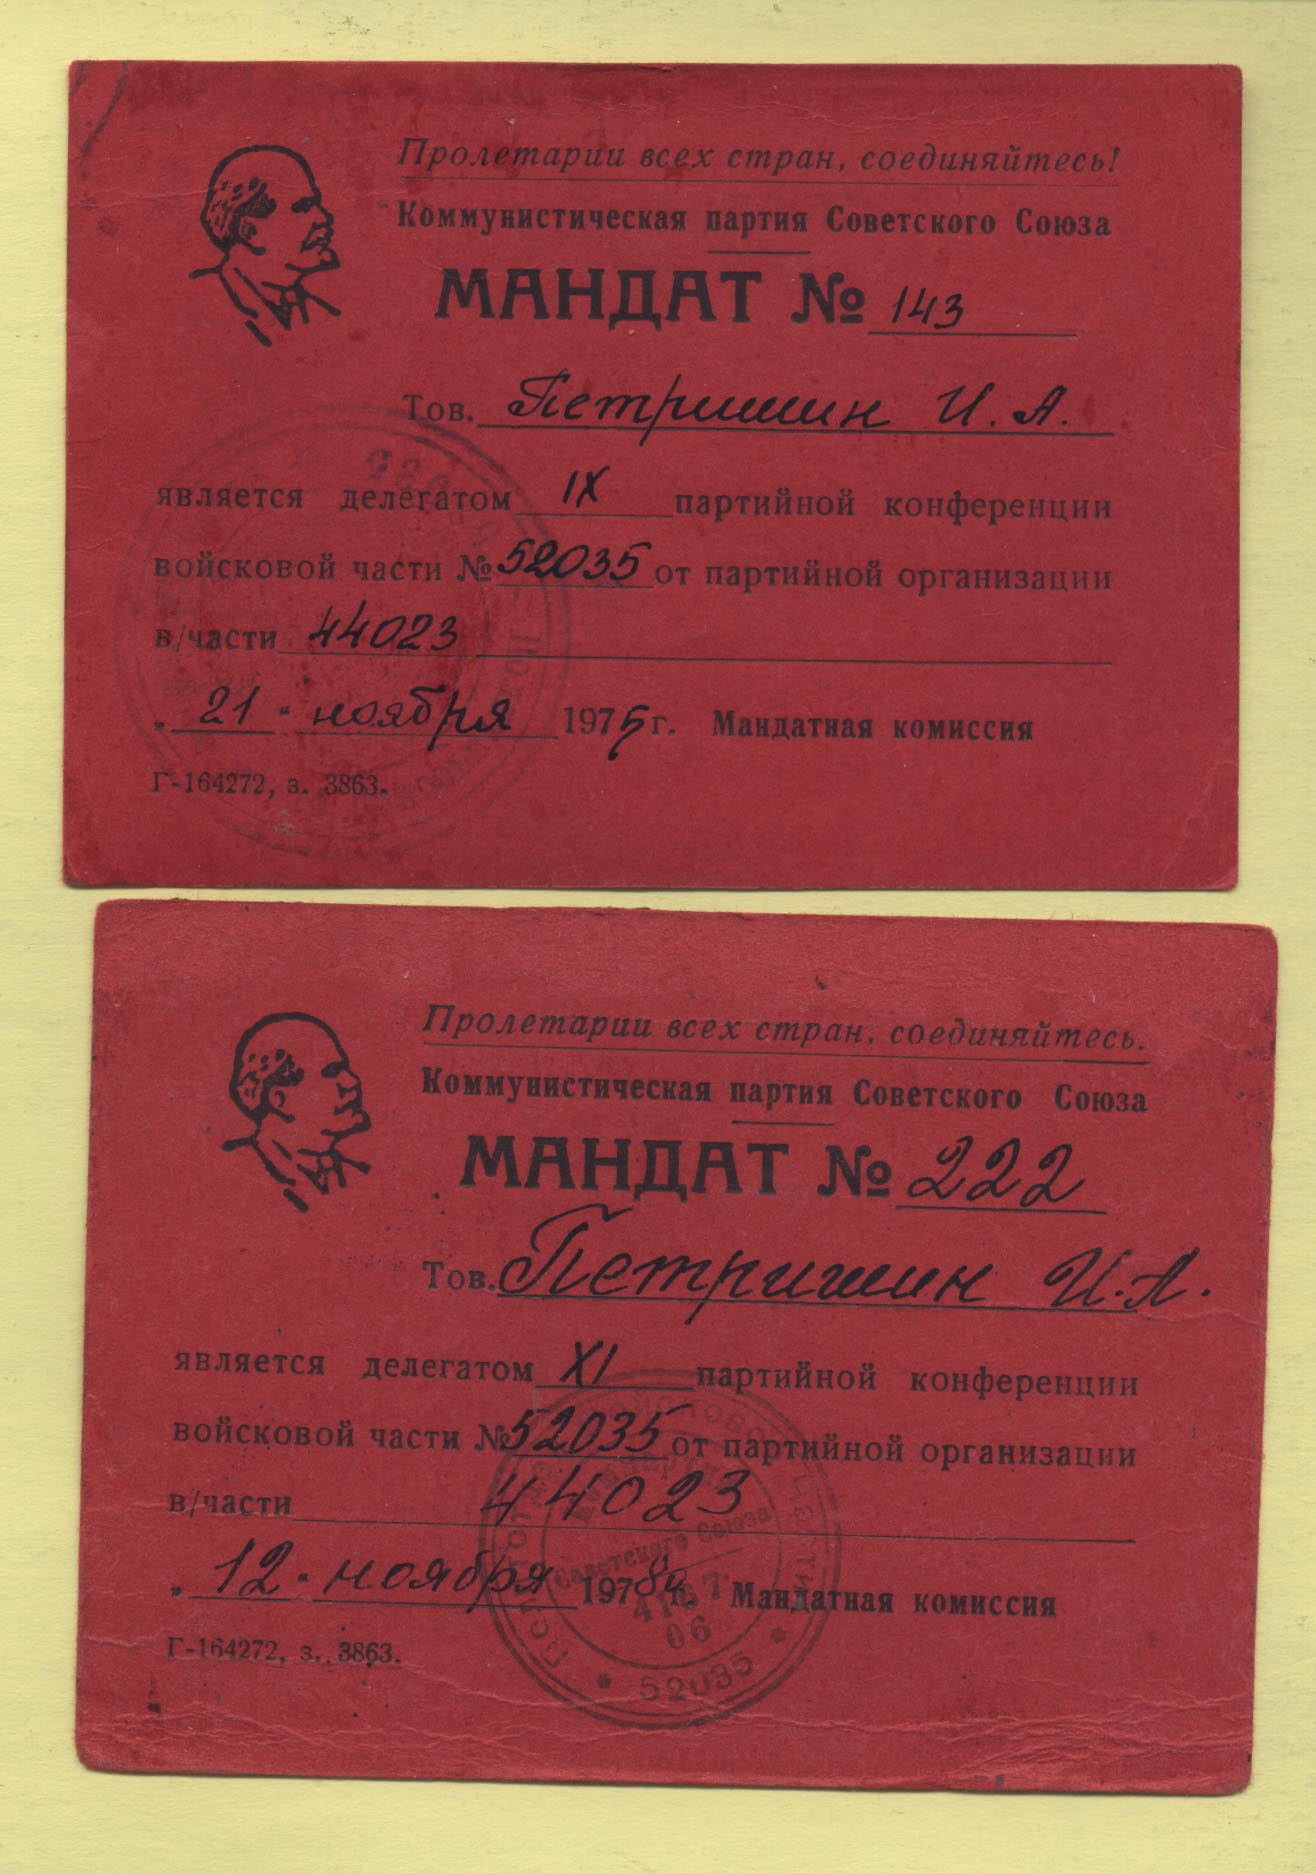 Пролетарии всех стран, соединяйтесь!
Коммунистическая партия Советского Союза
МАНДАТ № 143
Тов. Петришин И. А.
является делегатом IX партийной конференции
войсковой части № 52035 от партийной организации
в/части 44023
„ 21 " ноября 1975 г. Мандатная комиссия
Г-164272, з. 3863.
Пролетарии всех стран, соединяйтесь.
Коммунистическая партия Советского Союза
МАНДАТ № 222
Тов. Петришин И. А.
является делегатом XI партийной конференции
войсковой части № 52035 от партийной организации
в/части 44023
„ 12 " ноября 1978 г. Мандатная комиссия
Г-164272, з. 3863.
Советского Союза
4167
06
* 52035 *